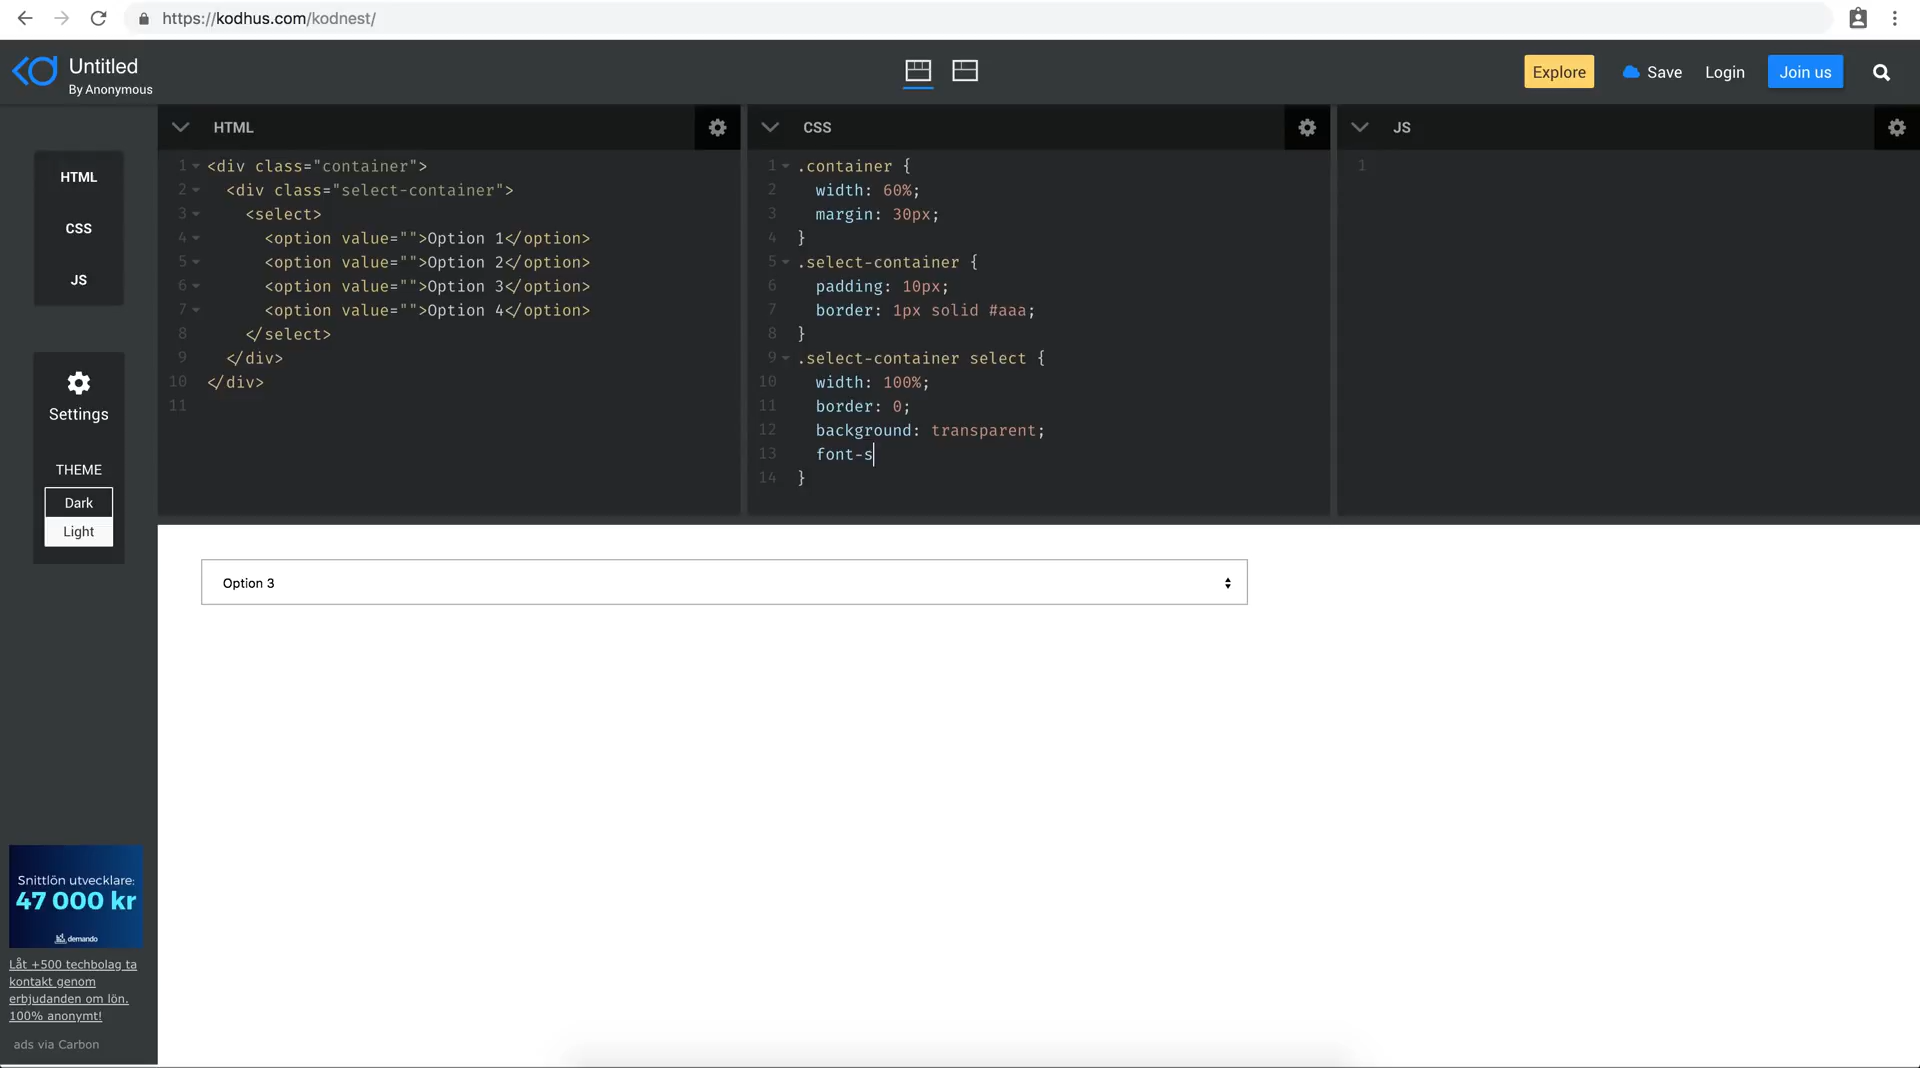 https://kodhus.com/kodnest/
Untitled
By Anonymous
Explore
Save
Login
Join us
HTML
CSS
JS
Settings
THEME
Dark
Light
HTML
1 <div class="container">
2 <div class="select-container">
3 <select>
4 <option value="">Option 1</option>
5 <option value="">Option 2</option>
6 <option value="">Option 3</option>
7 <option value="">Option 4</option>
8 </select>
9 </div>
10 </div>
11
CSS
1 .container {
2 width: 60%;
3 margin: 30px;
4 }
5 .select-container {
6 padding: 10px;
7 border: 1px solid #aaa;
8 }
9 .select-container select {
10 width: 100%;
11 border: 0;
12 background: transparent;
13 font-s
14 }
JS
1
Option 3
Snittlön utvecklare:
47 000 kr
demando
Låt +500 techbolag ta
kontakt genom
erbjudanden om lön.
100% anonymt!
ads via Carbon